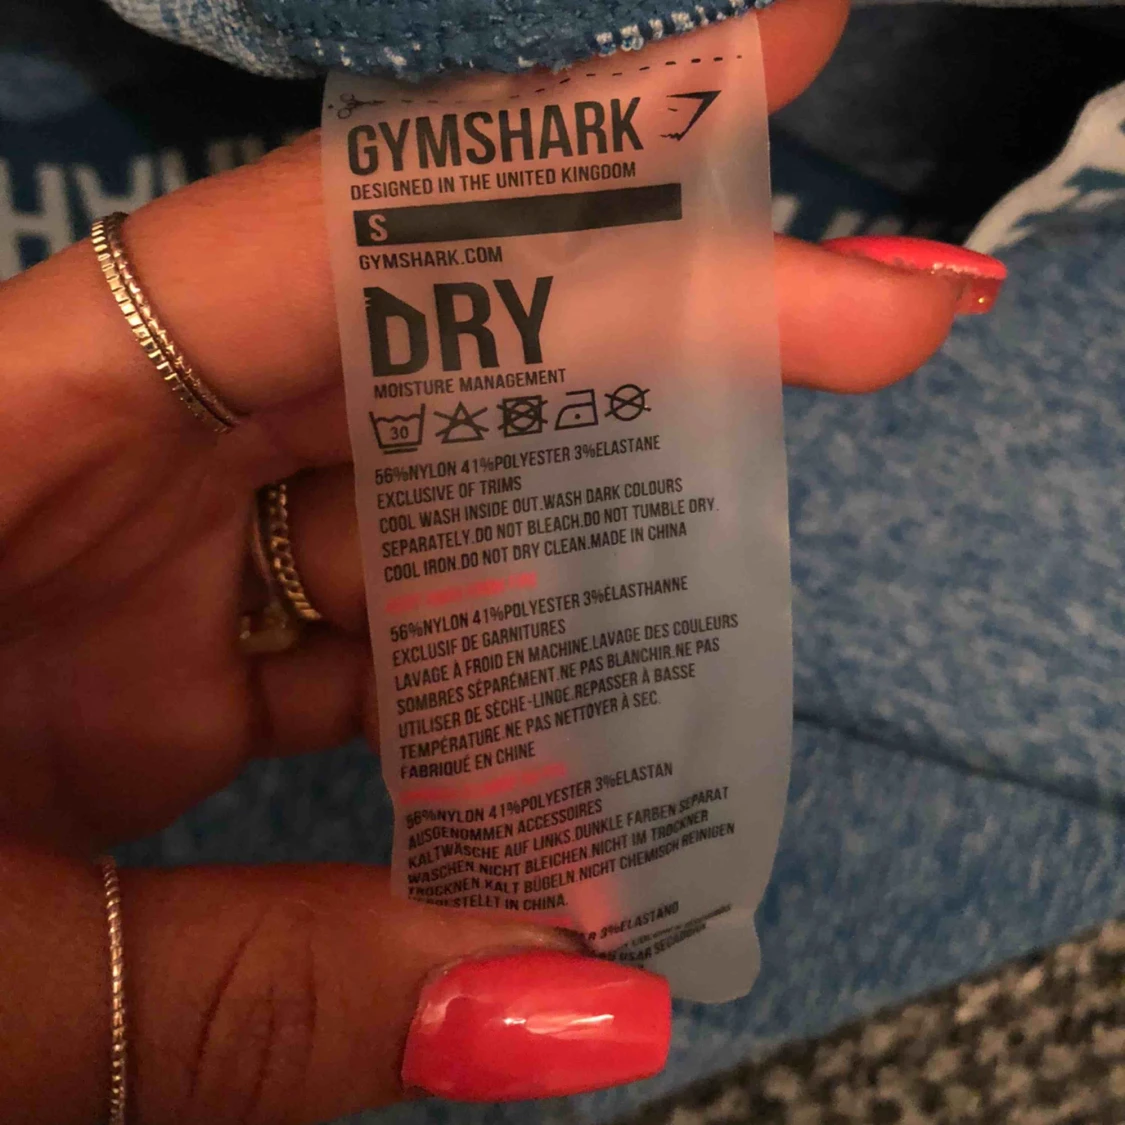 GYMSHARK
DESIGNED IN THE UNITED KINGDOM
S
GYMSHARK.COM
DRY
MOISTURE MANAGEMENT
30
56%NYLON 41%POLYESTER 3%ELASTANE
EXCLUSIVE OF TRIMS
COOL WASH INSIDE OUT.WASH DARK COLOURS
SEPARATELY.DO NOT BLEACH.DO NOT TUMBLE DRY.
COOL IRON.DO NOT DRY CLEAN.MADE IN CHINA
56%NYLON 41%POLYESTER 3%ÉLASTHANNE
EXCLUSIF DE GARNITURES
LAVAGE À FROID EN MACHINE.LAVAGE DES COULEURS
SOMBRES SÉPARÉMENT.NE PAS BLANCHIR.NE PAS
UTILISER DE SÈCHE-LINGE.REPASSER À BASSE
TEMPÉRATURE.NE PAS NETTOYER À SEC.
FABRIQUÉ EN CHINE
56%NYLON 41%POLYESTER 3%ELASTAN
AUSGENOMMEN ACCESSOIRES
KALTWÄSCHE AUF LINKS.DUNKLE FARBEN SEPARAT
WASCHEN.NICHT BLEICHEN.NICHT IM TROCKNER
TROCKNEN.KALT BÜGELN.NICHT CHEMISCH REINIGEN
IN CHINA.
3%ELASTANO
USAR SECADORA